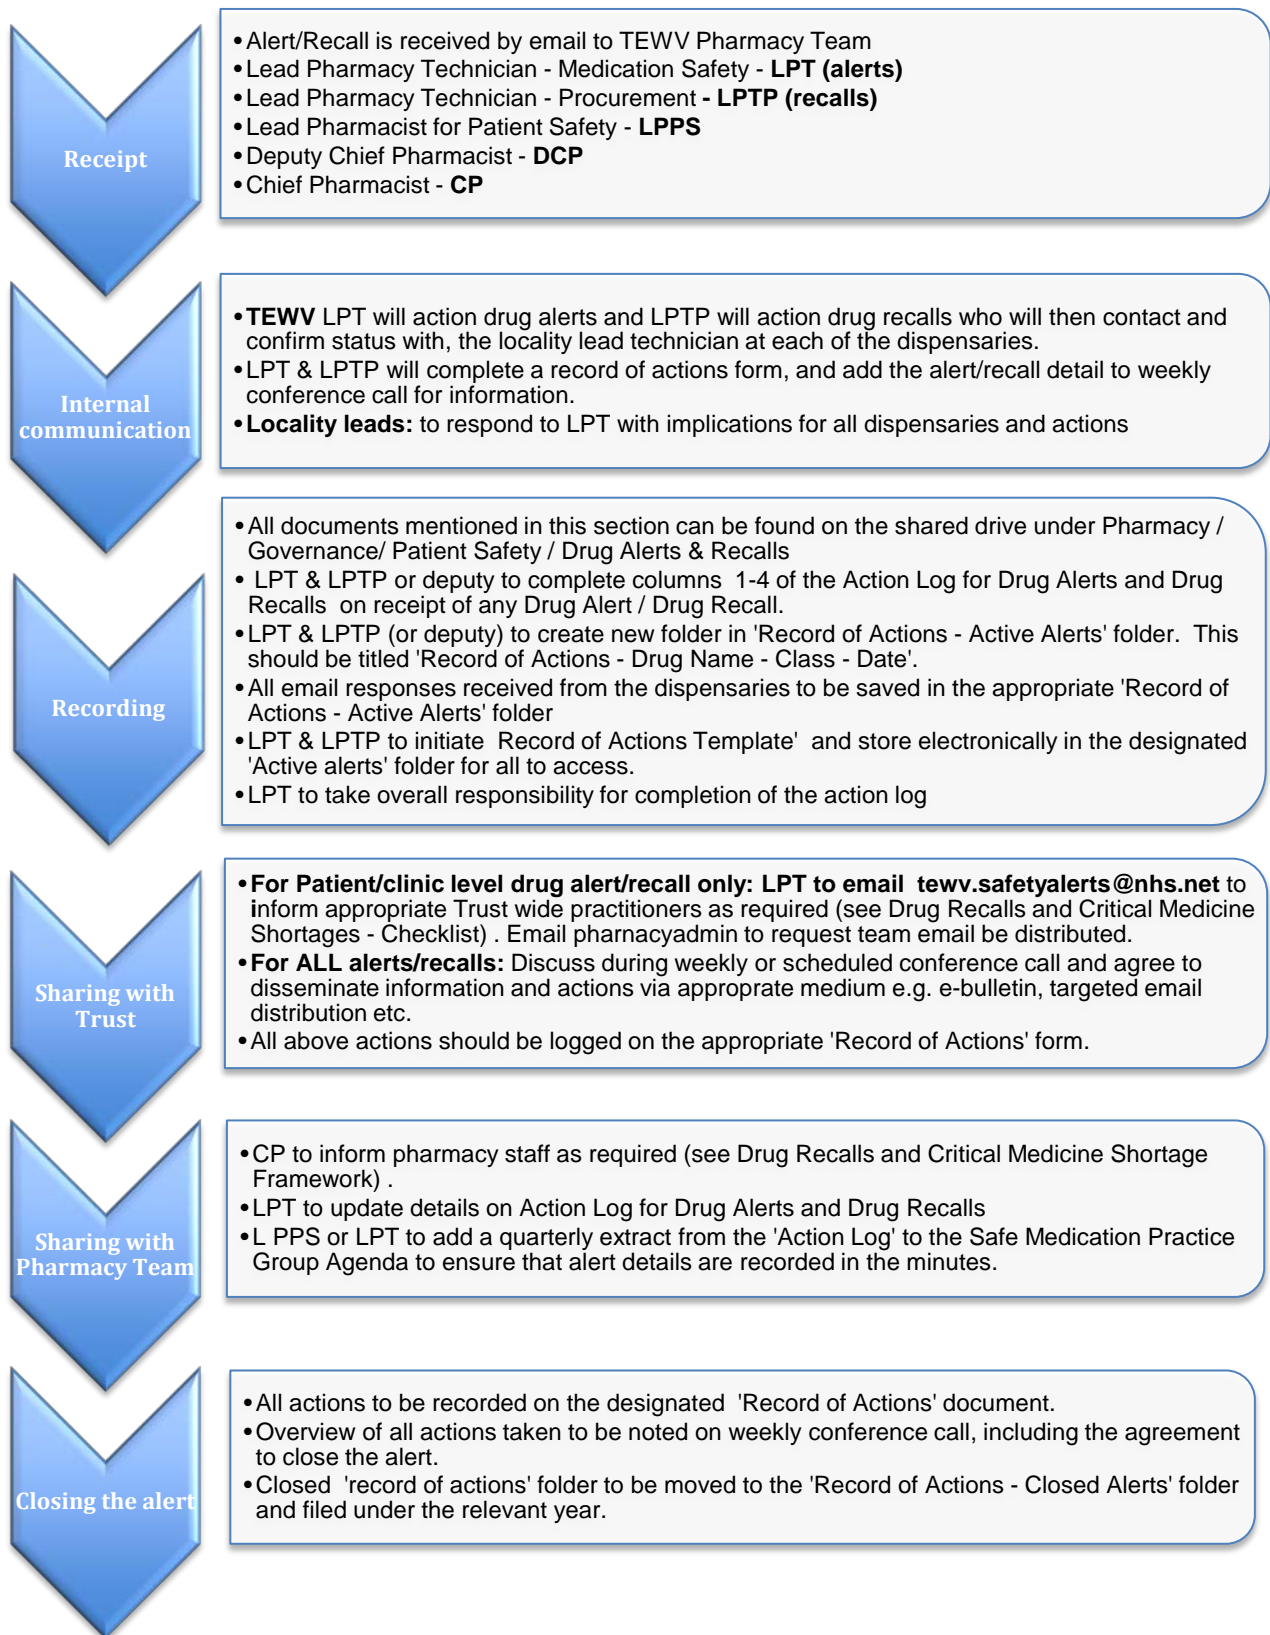 Receipt
•Alert/Recall is received by email to TEWV Pharmacy Team
•Lead Pharmacy Technician - Medication Safety - LPT (alerts)
•Lead Pharmacy Technician - Procurement - LPTP (recalls)
•Lead Pharmacist for Patient Safety - LPPS
•Deputy Chief Pharmacist - DCP
•Chief Pharmacist - CP
Internal
communication
•TEWV LPT will action drug alerts and LPTP will action drug recalls who will then contact and
confirm status with, the locality lead technician at each of the dispensaries.
•LPT & LPTP will complete a record of actions form, and add the alert/recall detail to weekly
conference call for information.
•Locality leads: to respond to LPT with implications for all dispensaries and actions
Recording
•All documents mentioned in this section can be found on the shared drive under Pharmacy /
Governance/ Patient Safety / Drug Alerts & Recalls
• LPT & LPTP or deputy to complete columns 1-4 of the Action Log for Drug Alerts and Drug
Recalls on receipt of any Drug Alert / Drug Recall.
•LPT & LPTP (or deputy) to create new folder in 'Record of Actions - Active Alerts' folder. This
should be titled 'Record of Actions - Drug Name - Class - Date'.
•All email responses received from the dispensaries to be saved in the appropriate 'Record of
Actions - Active Alerts' folder
•LPT & LPTP to initiate Record of Actions Template' and store electronically in the designated
'Active alerts' folder for all to access.
•LPT to take overall responsibility for completion of the action log
Sharing with
Trust
•For Patient/clinic level drug alert/recall only: LPT to email tewv.safetyalerts@nhs.net to
inform appropriate Trust wide practitioners as required (see Drug Recalls and Critical Medicine
Shortages - Checklist) . Email pharnacyadmin to request team email be distributed.
•For ALL alerts/recalls: Discuss during weekly or scheduled conference call and agree to
disseminate information and actions via approprate medium e.g. e-bulletin, targeted email
distribution etc.
•All above actions should be logged on the appropriate 'Record of Actions' form.
Sharing with
Pharmacy Team
•CP to inform pharmacy staff as required (see Drug Recalls and Critical Medicine Shortage
Framework) .
•LPT to update details on Action Log for Drug Alerts and Drug Recalls
•L PPS or LPT to add a quarterly extract from the 'Action Log' to the Safe Medication Practice
Group Agenda to ensure that alert details are recorded in the minutes.
Closing the alert
•All actions to be recorded on the designated 'Record of Actions' document.
•Overview of all actions taken to be noted on weekly conference call, including the agreement
to close the alert.
•Closed 'record of actions' folder to be moved to the 'Record of Actions - Closed Alerts' folder
and filed under the relevant year.